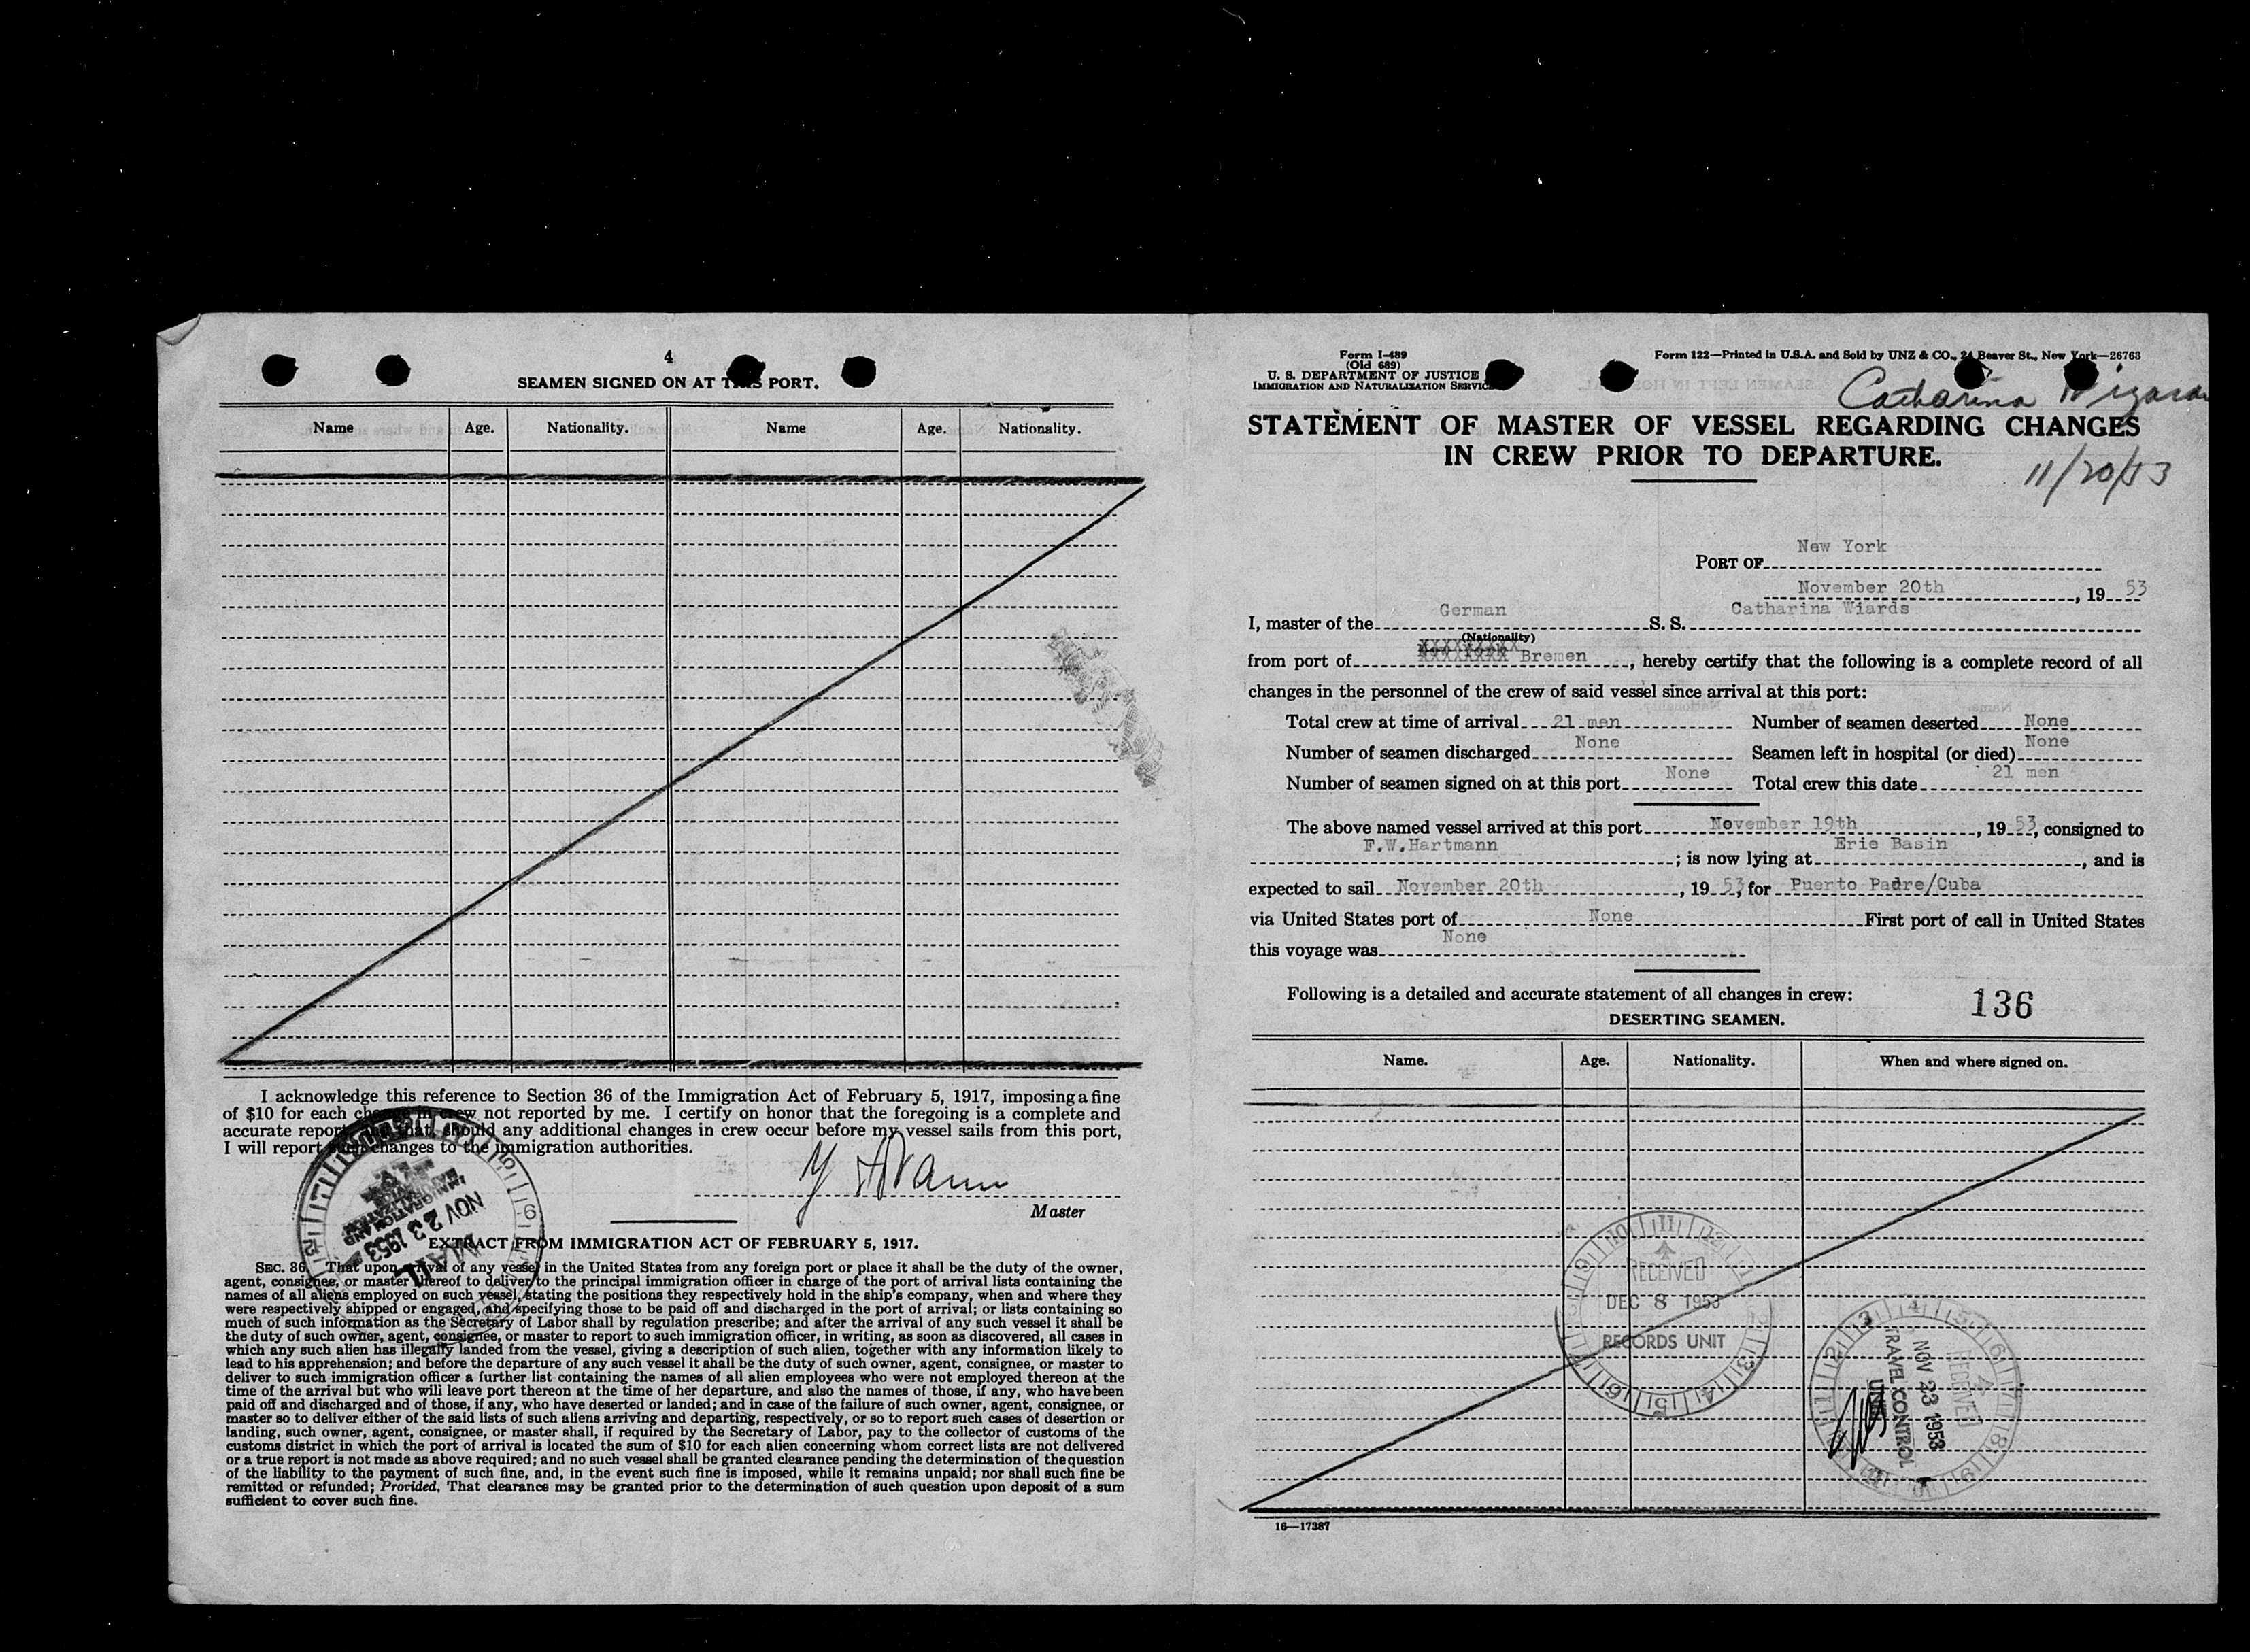 4
SEAMEN SIGNED ON AT THIS PORT.
Name Age. Nationality. Name Age. Nationality.
I acknowledge this reference to Section 36 of the Immigration Act of February 5, 1917, imposing a fine
of $10 for each change in crew not reported by me. I certify on honor that the foregoing is a complete and
accurate report, and that, should any additional changes in crew occur before my vessel sails from this port,
I will report such changes to the immigration authorities.
Master
NOV 23 1953
MAIL
IMMIGRATION AND
EXTRACT FROM IMMIGRATION ACT OF FEBRUARY 5, 1917.
SEC. 36. That upon arrival of any vessel in the United States from any foreign port or place it shall be the duty of the owner,
agent, consignee, or master thereof to deliver to the principal immigration officer in charge of the port of arrival lists containing the
names of all aliens employed on such vessel, stating the positions they respectively hold in the ship's company, when and where they
were respectively shipped or engaged, and specifying those to be paid off and discharged in the port of arrival; or lists containing so
much of such information as the Secretary of Labor shall by regulation prescribe; and after the arrival of any such vessel it shall be
the duty of such owner, agent, consignee, or master to report to such immigration officer, in writing, as soon as discovered, all cases in
which any such alien has illegally landed from the vessel, giving a description of such alien, together with any information likely to
lead to his apprehension; and before the departure of any such vessel it shall be the duty of such owner, agent, consignee, or master to
deliver to such immigration officer a further list containing the names of all alien employees who were not employed thereon at the
time of the arrival but who will leave port thereon at the time of her departure, and also the names of those, if any, who have been
paid off and discharged and of those, if any, who have deserted or landed; and in case of the failure of such owner, agent, consignee, or
master so to deliver either of the said lists of such aliens arriving and departing, respectively, or so to report such cases of desertion or
landing, such owner, agent, consignee, or master shall, if required by the Secretary of Labor, pay to the collector of customs of the
customs district in which the port of arrival is located the sum of $10 for each alien concerning whom correct lists are not delivered
or a true report is not made as above required; and no such vessel shall be granted clearance pending the determination of the question
of the liability to the payment of such fine, and, in the event such fine is imposed, while it remains unpaid; nor shall such fine be
remitted or refunded; Provided, That clearance may be granted prior to the determination of such question upon deposit of a sum
sufficient to cover such fine.
Form I-489
(Old 689)
U. S. DEPARTMENT OF JUSTICE
IMMIGRATION AND NATURALIZATION SERVICE
Form 122—Printed in U.S.A. and Sold by UNZ & CO., 24 Beaver St., New York—26763
Catharina
STATEMENT OF MASTER OF VESSEL REGARDING CHANGES
IN CREW PRIOR TO DEPARTURE.
11/20/53
PORT OF New York
November 20th, 19 53
I, master of the German S. S. Catharina Wiards
(Nationality)
from port of Bremen, hereby certify that the following is a complete record of all
changes in the personnel of the crew of said vessel since arrival at this port:
Total crew at time of arrival 21 men Number of seamen deserted None
Number of seamen discharged None Seamen left in hospital (or died) None
Number of seamen signed on at this port None Total crew this date 21 men
The above named vessel arrived at this port November 19th, 19 53, consigned to
F.W.Hartmann; is now lying at Erie Basin, and is
expected to sail November 20th, 19 53, for Puerto Padre/Cuba
via United States port of None First port of call in United States
this voyage was None
Following is a detailed and accurate statement of all changes in crew:
136
DESERTING SEAMEN.
Name. Age. Nationality. When and where signed on.
RECEIVED
DEC 8 1953
RECORDS UNIT
RECEIVED
NOV 23 1953
TRAVEL CONTROL
UNIT
16—17387